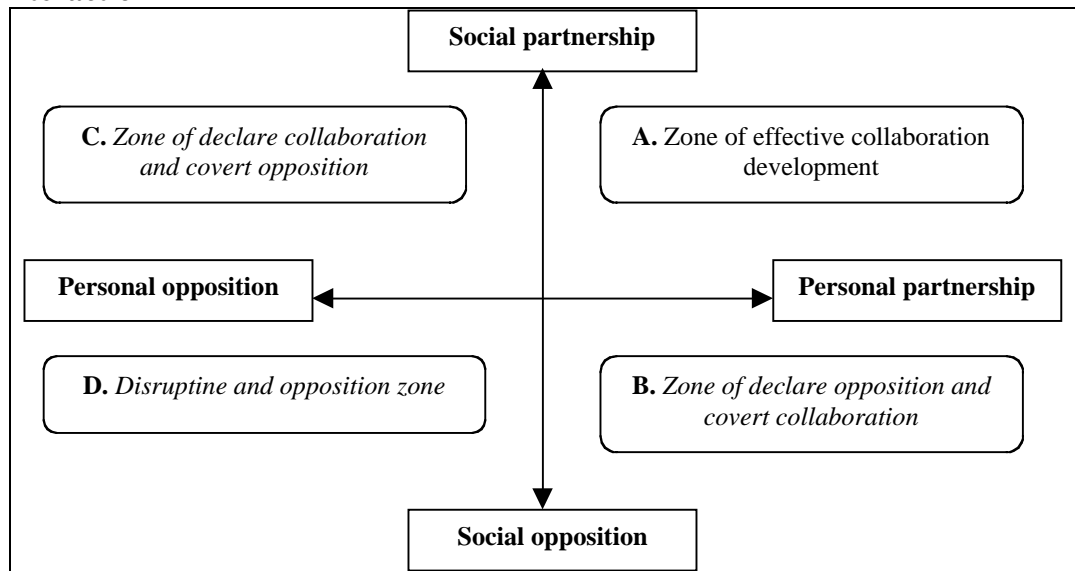 Social partnership
C. Zone of declare collaboration
and covert opposition
A. Zone of effective collaboration
development
Personal opposition
Personal partnership
D. Disruptine and opposition zone
B. Zone of declare opposition and
covert collaboration
Social opposition